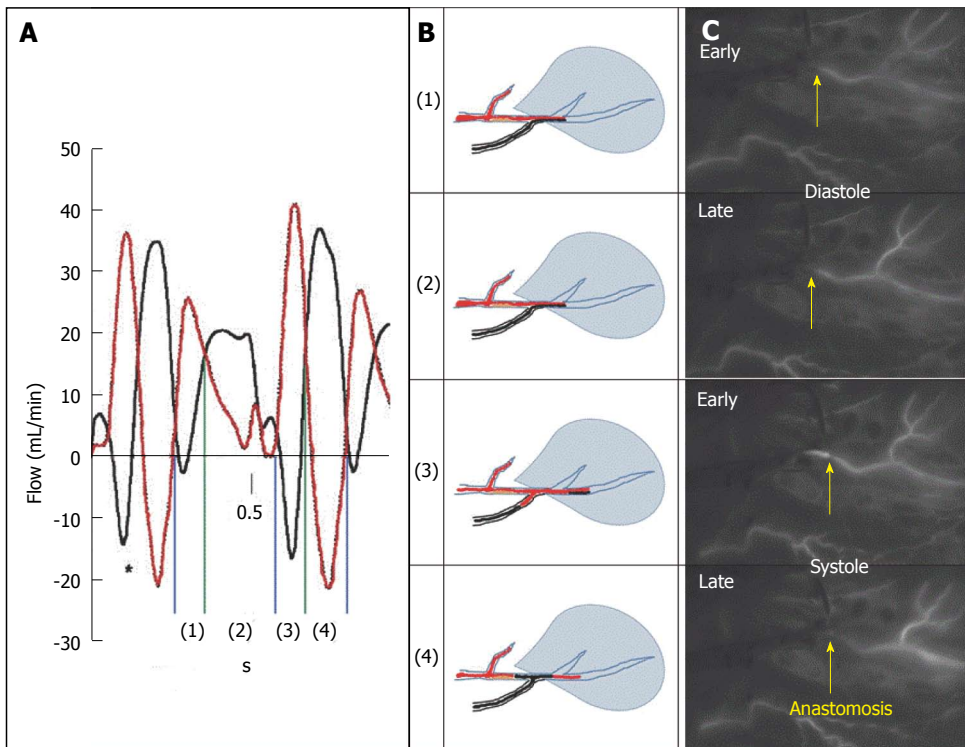 A
50
40
30
20
10
0
-10
-20
-30
Flow (mL/min)
0.5
*
(1) (2) (3) (4)
s
B
(1)
(2)
(3)
(4)
C
Early
Diastole
Late
Early
Systole
Late
Anastomosis